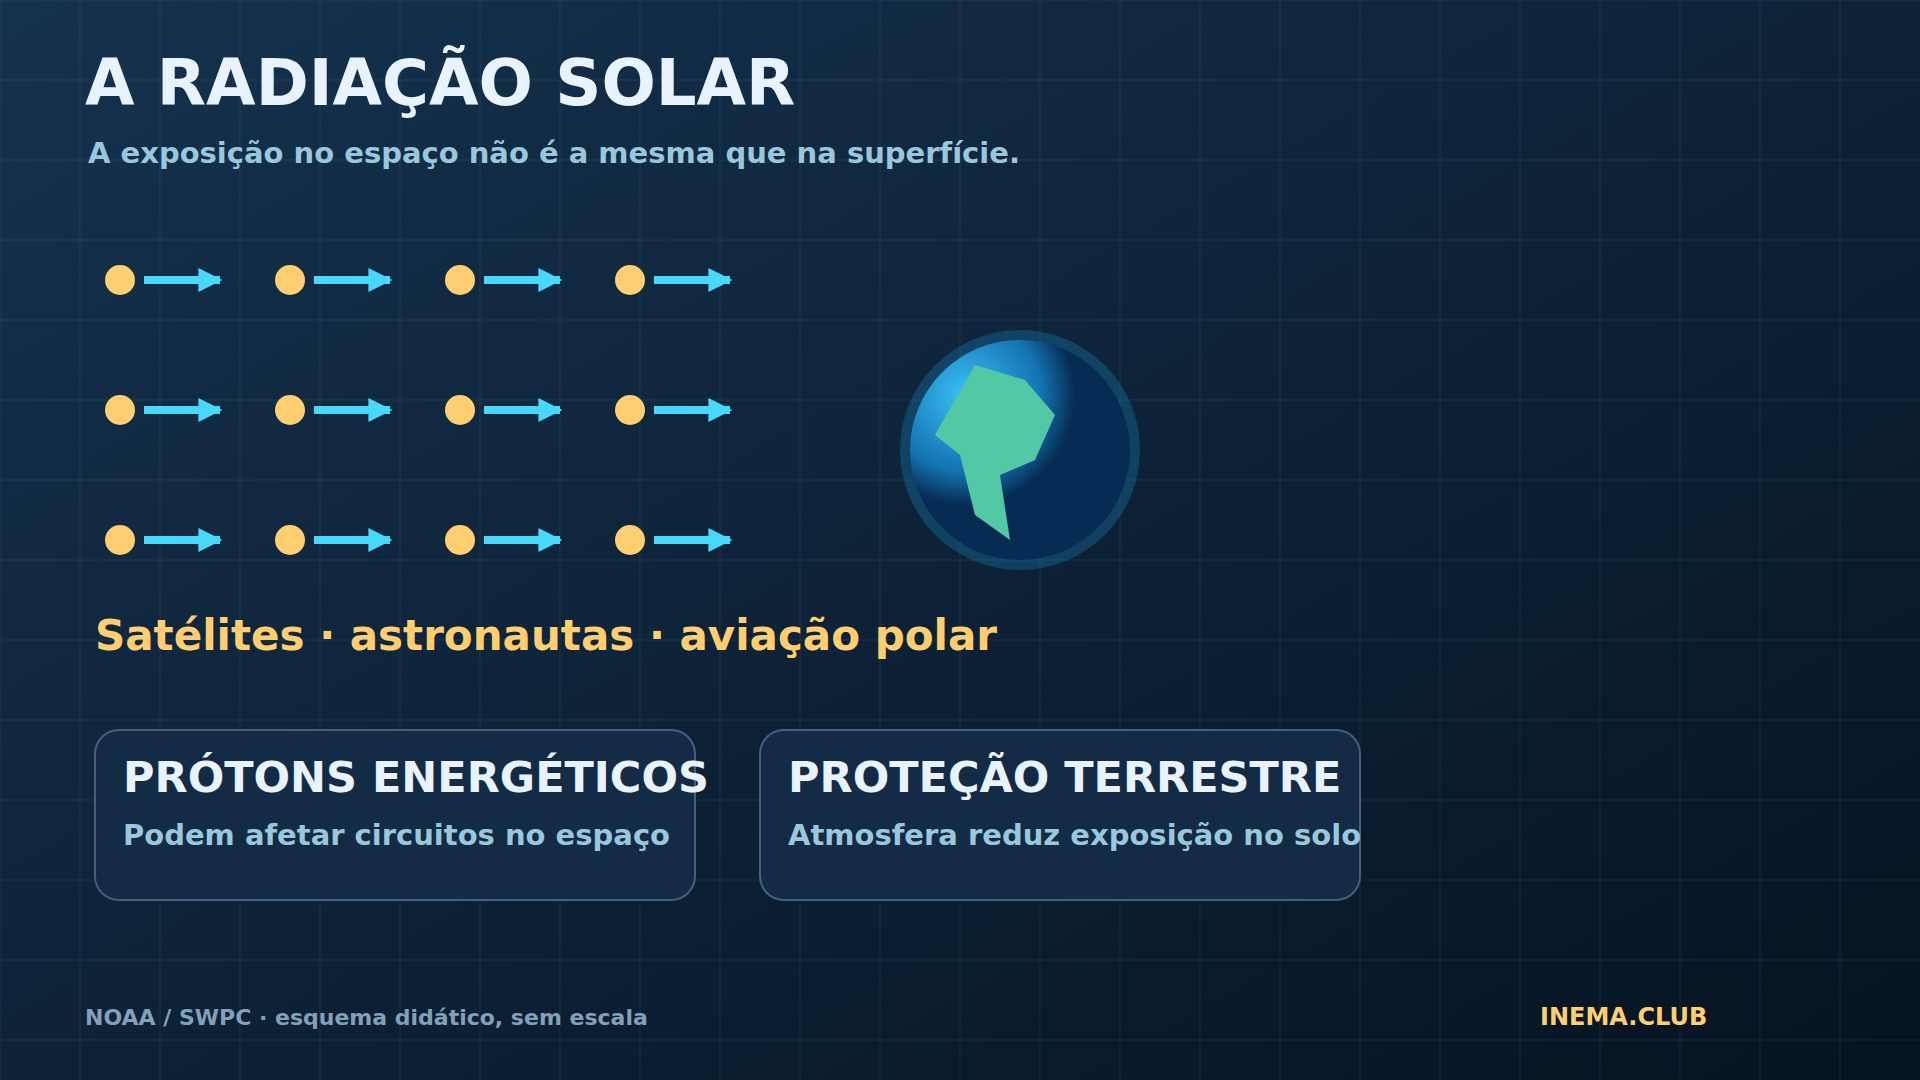 A RADIAÇÃO SOLAR
A exposição no espaço não é a mesma que na superfície.
Satélites · astronautas · aviação polar
PRÓTONS ENERGÉTICOS
Podem afetar circuitos no espaço
PROTEÇÃO TERRESTRE
Atmosfera reduz exposição no solo
NOAA / SWPC · esquema didático, sem escala
INEMA.CLUB